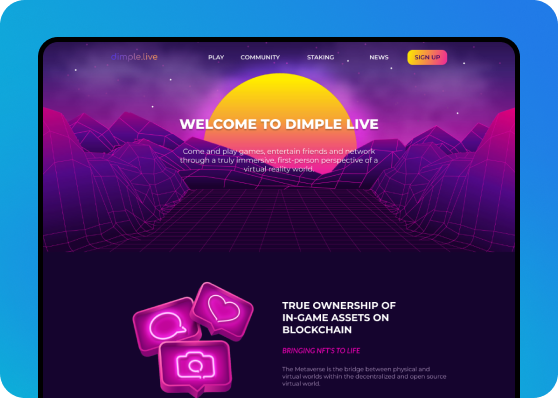 dimple.live
PLAY
COMMUNITY
STAKING
NEWS
SIGN UP
WELCOME TO DIMPLE LIVE
Come and play games, entertain friends and network
through a truly immersive, first-person perspective of a
virtual reality world.
TRUE OWNERSHIP OF
IN-GAME ASSETS ON
BLOCKCHAIN
BRINGING NFT'S TO LIFE
The Metaverse is the bridge between physical and
virtual worlds within the decentralized and open source
virtual world.